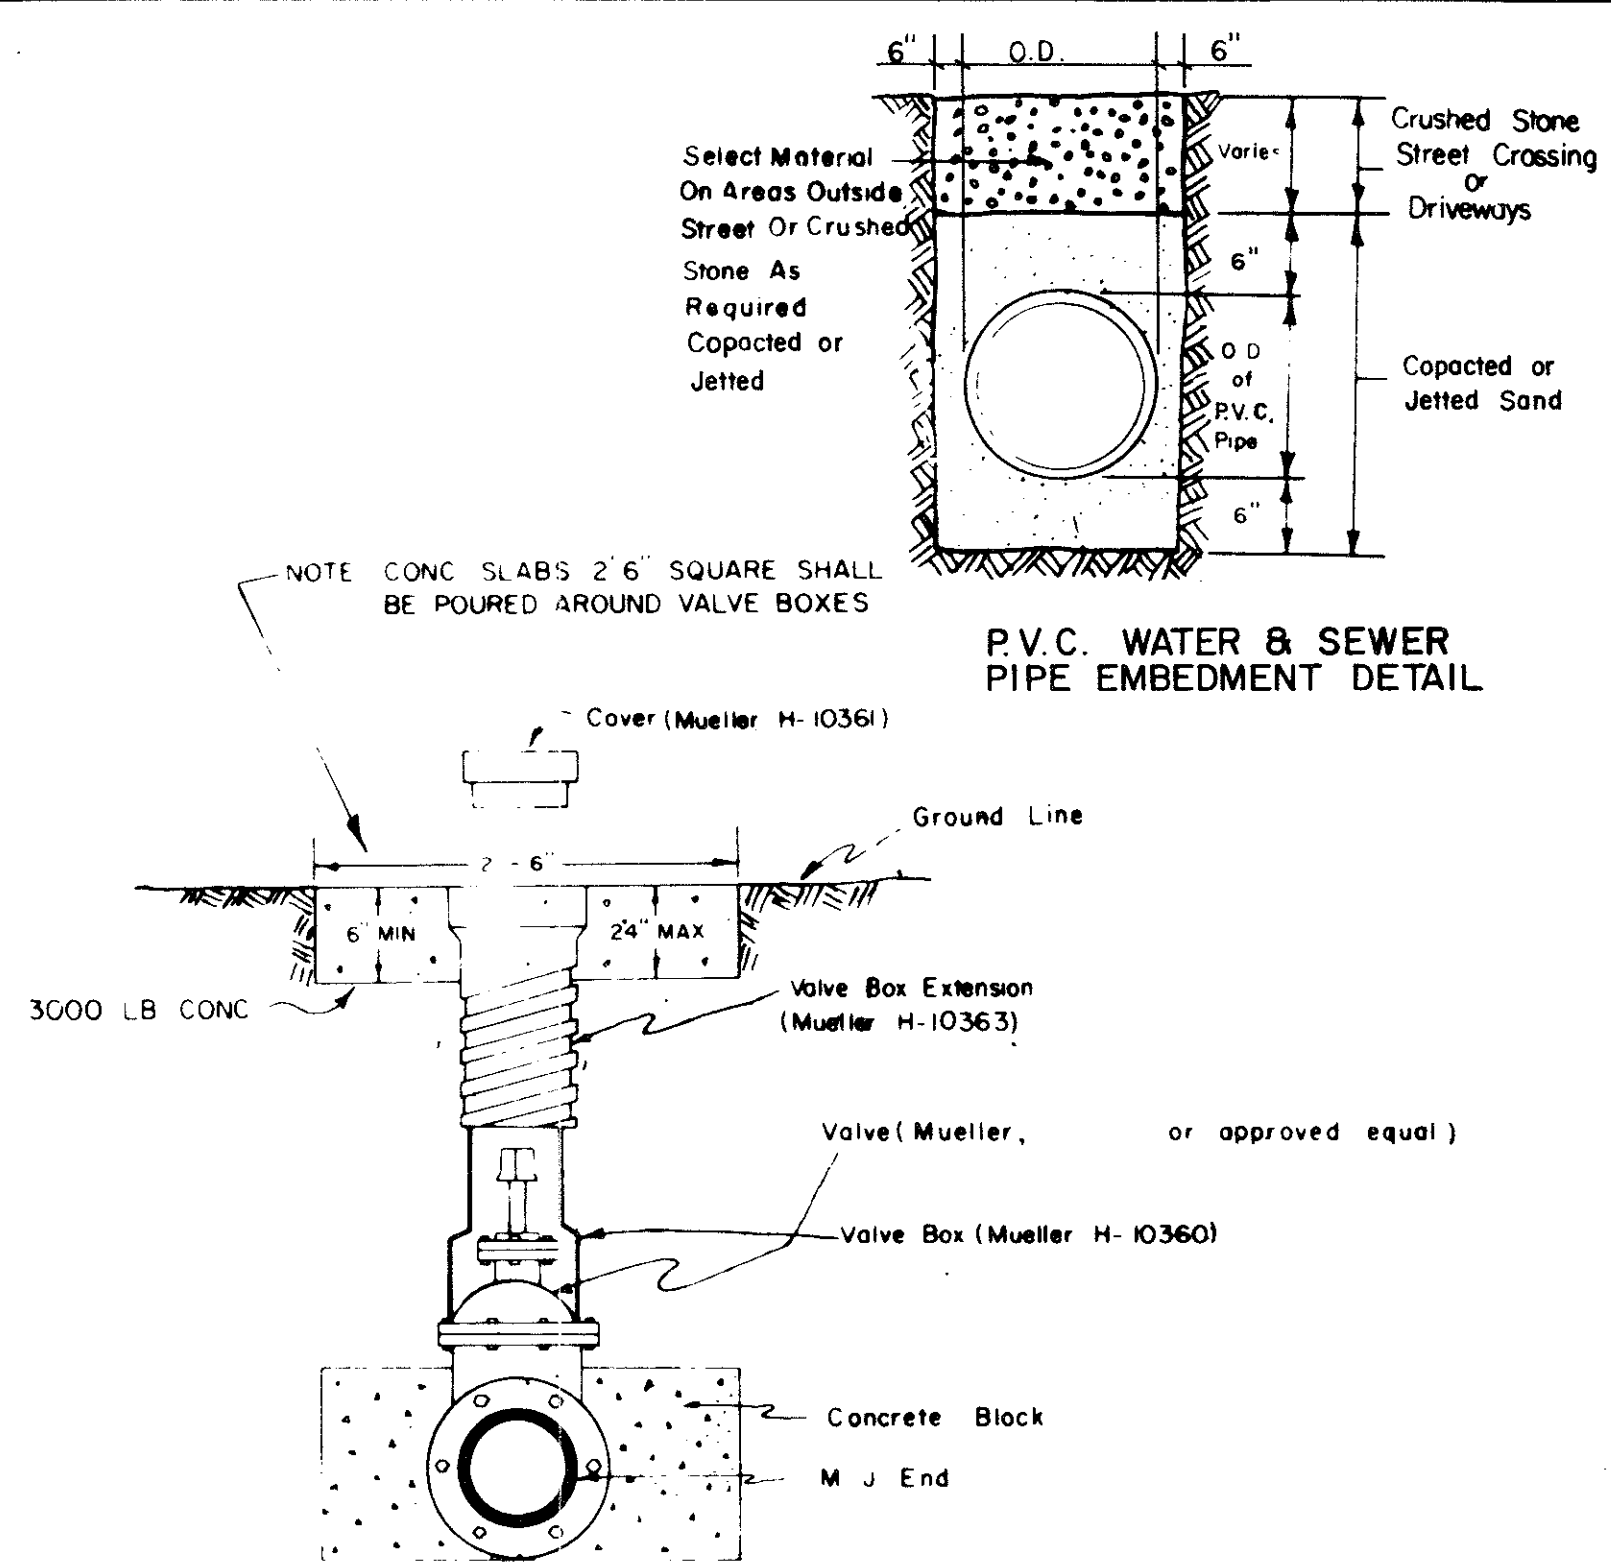 6" O.D. 6"
Select Material
On Areas Outside
Street Or Crushed
Stone As
Required
Copacted or
Jetted
Varies
6"
O D
of
P.V.C.
Pipe
6"
Crushed Stone
Street Crossing
or
Driveways
Copacted or
Jetted Sand
P.V.C. WATER & SEWER
PIPE EMBEDMENT DETAIL
NOTE CONC SLABS 2'6" SQUARE SHALL
BE POURED AROUND VALVE BOXES
Cover (Mueller H-10361)
Ground Line
2 - 6"
6" MIN
24" MAX
3000 LB CONC
Valve Box Extension
(Mueller H-10363)
Valve (Mueller, or approved equal)
Valve Box (Mueller H-10360)
Concrete Block
M J End